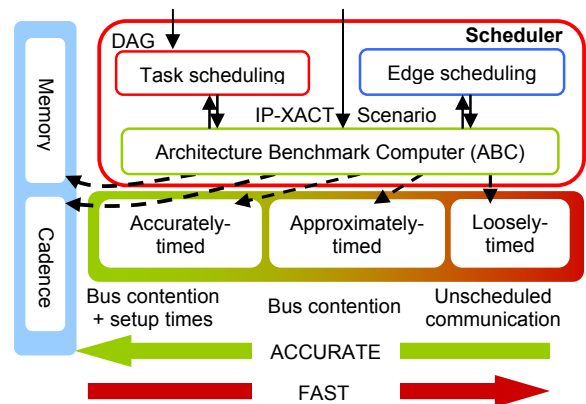 DAG
Scheduler
Task scheduling
Edge scheduling
IP-XACT Scenario
Architecture Benchmark Computer (ABC)
Memory
Cadence
Accurately-
timed
Approximately-
timed
Loosely-
timed
Bus contention
+ setup times
Bus contention
Unscheduled
communication
ACCURATE
FAST